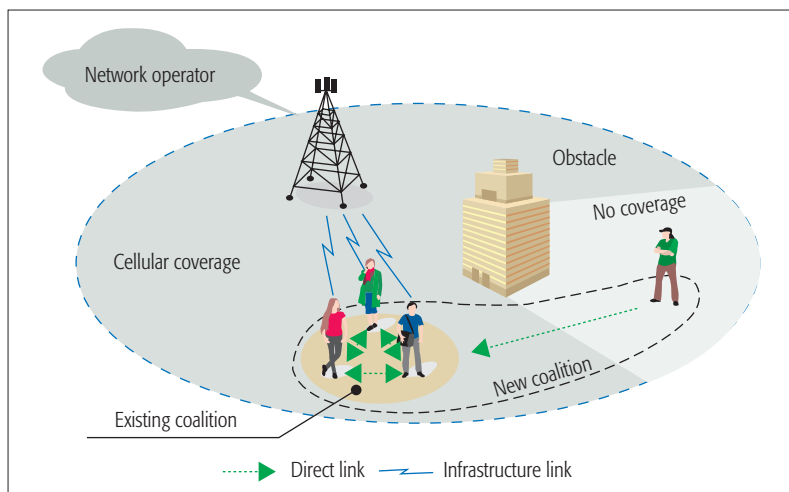 Network operator
Obstacle
No coverage
Cellular coverage
New coalition
Existing coalition
Direct link
Infrastructure link